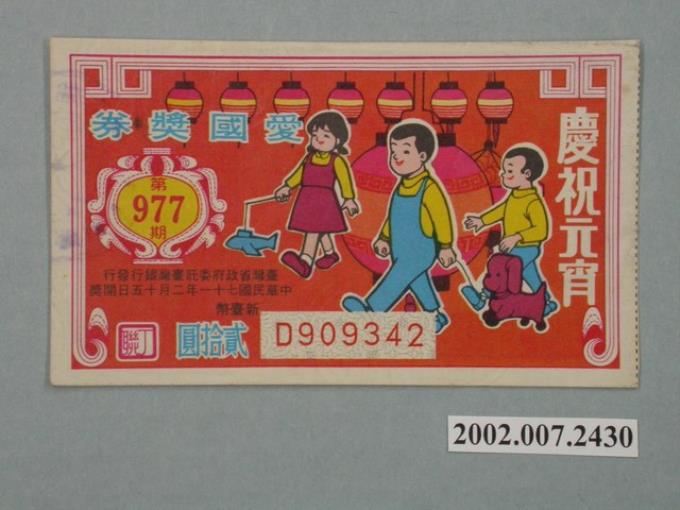 慶祝元宵
愛國獎券
第
977
期
臺灣省政府委託臺灣銀行發行
中華民國七十一年二月十五日開獎
新臺幣
貳拾圓
D909342
聯丁
2002.007.2430